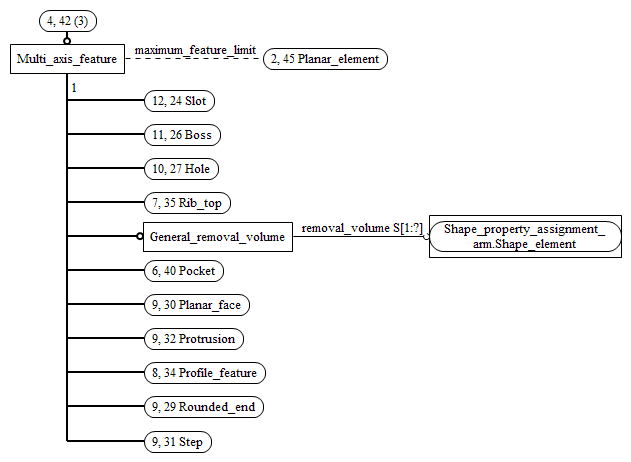 4, 42 (3)
Multi_axis_feature
maximum_feature_limit
2, 45 Planar_element
1
12, 24 Slot
11, 26 Boss
10, 27 Hole
7, 35 Rib_top
General_removal_volume
removal_volume S[1:?]
Shape_property_assignment_
arm.Shape_element
6, 40 Pocket
9, 30 Planar_face
9, 32 Protrusion
8, 34 Profile_feature
9, 29 Rounded_end
9, 31 Step